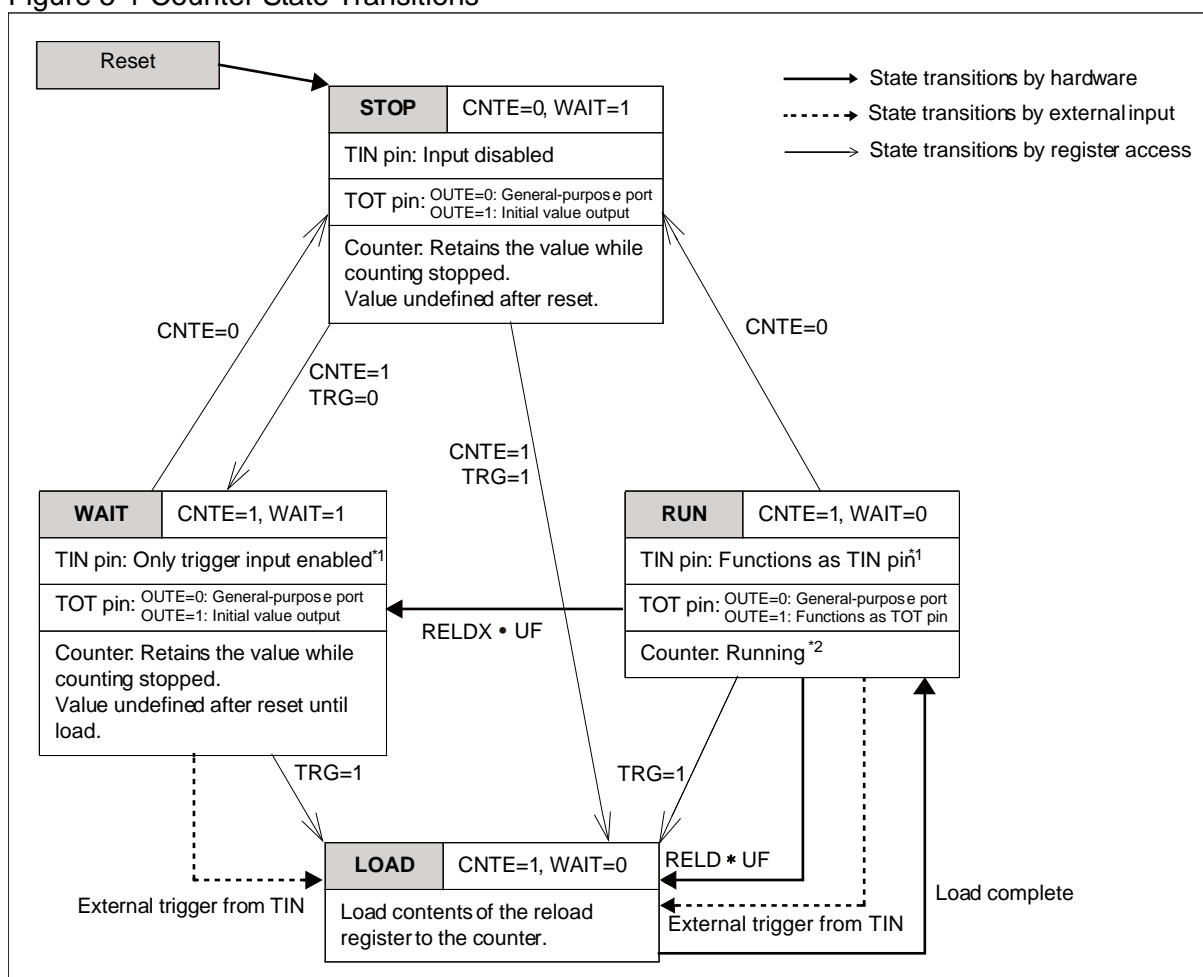 Figure 3-1 Counter State Transitions
Reset
State transitions by hardware
State transitions by external input
State transitions by register access
STOP
CNTE=0, WAIT=1
TIN pin: Input disabled
TOT pin: OUTE=0: General-purpose port
OUTE=1: Initial value output
Counter: Retains the value while
counting stopped.
Value undefined after reset.
CNTE=0
CNTE=0
CNTE=1
TRG=0
CNTE=1
TRG=1
WAIT
CNTE=1, WAIT=1
TIN pin: Only trigger input enabled*1
TOT pin: OUTE=0: General-purpose port
OUTE=1: Initial value output
Counter: Retains the value while
counting stopped.
Value undefined after reset until
load.
RELDX • UF
RUN
CNTE=1, WAIT=0
TIN pin: Functions as TIN pin*1
TOT pin: OUTE=0: General-purpose port
OUTE=1: Functions as TOT pin
Counter: Running *2
TRG=1
TRG=1
LOAD
CNTE=1, WAIT=0
Load contents of the reload
register to the counter.
RELD * UF
External trigger from TIN
External trigger from TIN
Load complete